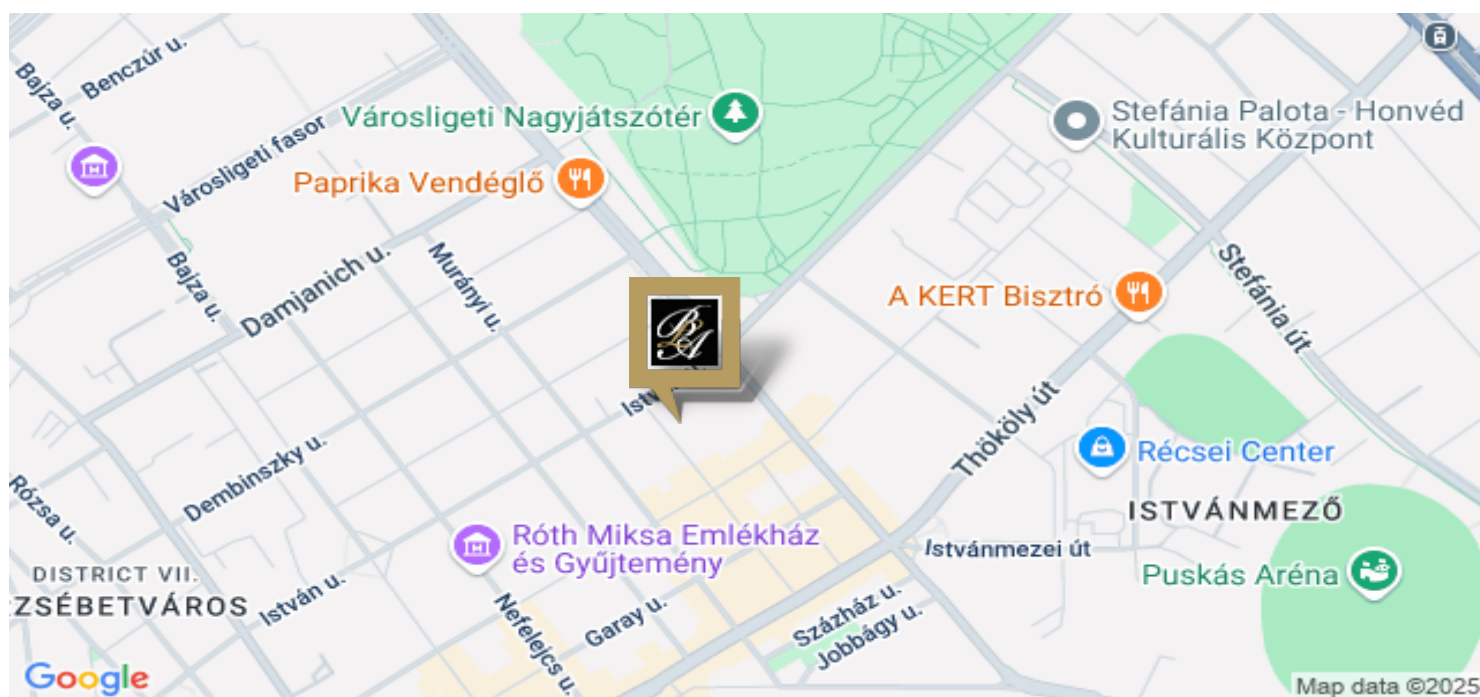 Benczúr u.
Bajza u.
Városligeti fasor
Városligeti Nagyjátszótér
Stefánia Palota - Honvéd
Kulturális Központ
Paprika Vendéglő
Bajza u.
Damjanich u.
Murányi u.
A KERT Bisztró
Stefánia út
BLA
Thököly út
Récsei Center
Dembinszky u.
Rózsa u.
ISTVÁNMEZŐ
Róth Miksa Emlékház
és Gyűjtemény
Istvánmezei út
Puskás Aréna
DISTRICT VII.
ZSÉBETVÁROS
István u.
Nefelejcs u.
Garay u.
Százház u.
Jobbágy u.
Google
Map data ©2025